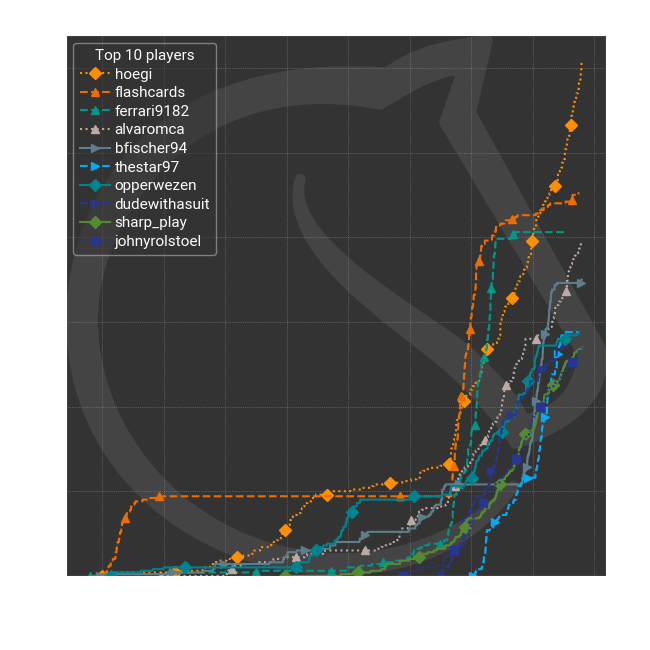 Top 10 players
hoegi
flashcards
ferrari9182
alvaromca
bfischer94
thestar97
opperwezen
dudewithasuit
sharp_play
johnyrolstoel